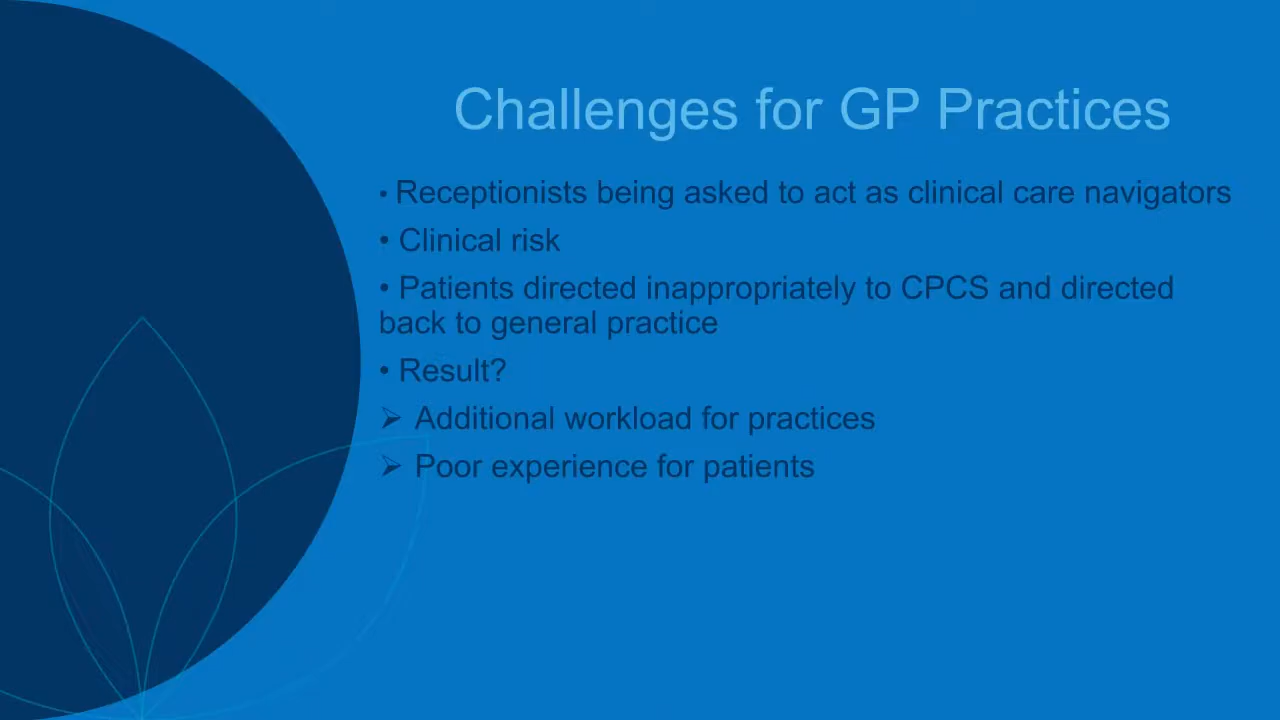 Challenges for GP Practices
• Receptionists being asked to act as clinical care navigators
• Clinical risk
• Patients directed inappropriately to CPCS and directed
back to general practice
• Result?
➢ Additional workload for practices
➢ Poor experience for patients